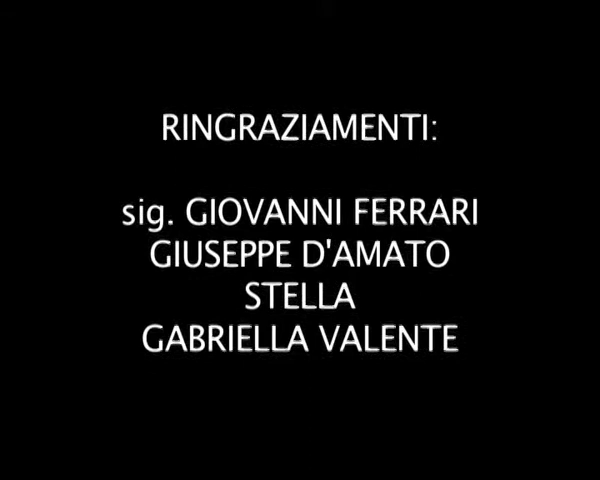 RINGRAZIAMENTI:
sig. GIOVANNI FERRARI
GIUSEPPE D'AMATO
STELLA
GABRIELLA VALENTE